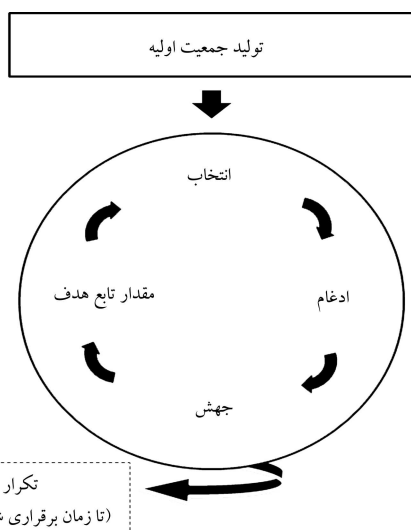 تولید جمعیت اولیه
انتخاب
ادغام
مقدار تابع هدف
جهش
تکرار
(تا زمان برقراری